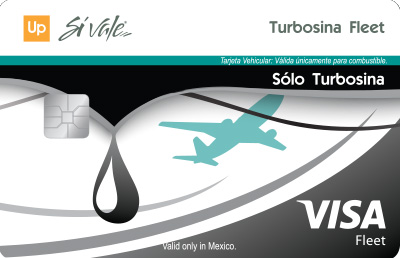 Up Sí Vale
Turbosina Fleet
Tarjeta Vehicular: Válida únicamente para combustible.
Sólo Turbosina
VISA
Fleet
Valid only in Mexico.